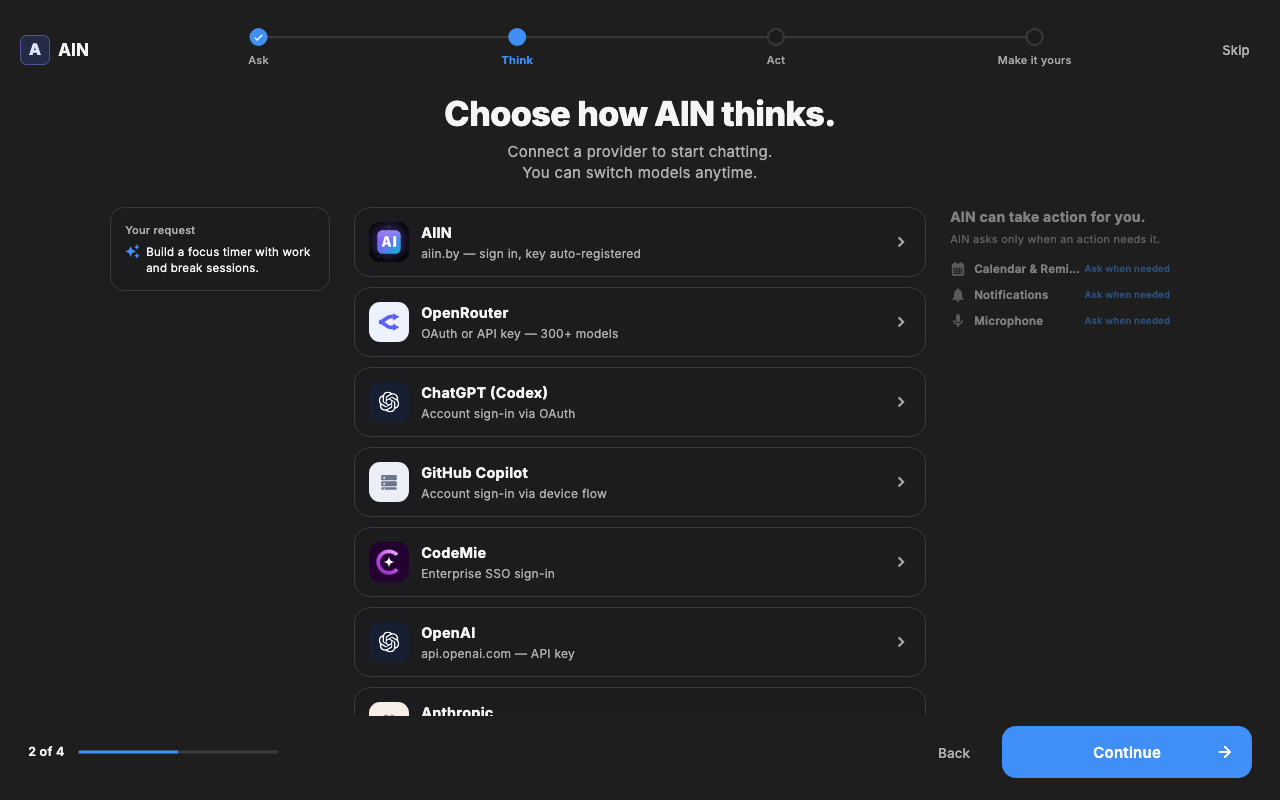 A AIN
Ask
Think
Act
Make it yours
Skip
Choose how AIN thinks.
Connect a provider to start chatting.
You can switch models anytime.
Your request
Build a focus timer with work
and break sessions.
AI
AIIN
aiin.by — sign in, key auto-registered
OpenRouter
OAuth or API key — 300+ models
ChatGPT (Codex)
Account sign-in via OAuth
GitHub Copilot
Account sign-in via device flow
CodeMie
Enterprise SSO sign-in
OpenAI
api.openai.com — API key
Anthropic
AIN can take action for you.
AIN asks only when an action needs it.
Calendar & Remi... Ask when needed
Notifications Ask when needed
Microphone Ask when needed
2 of 4
Back
Continue